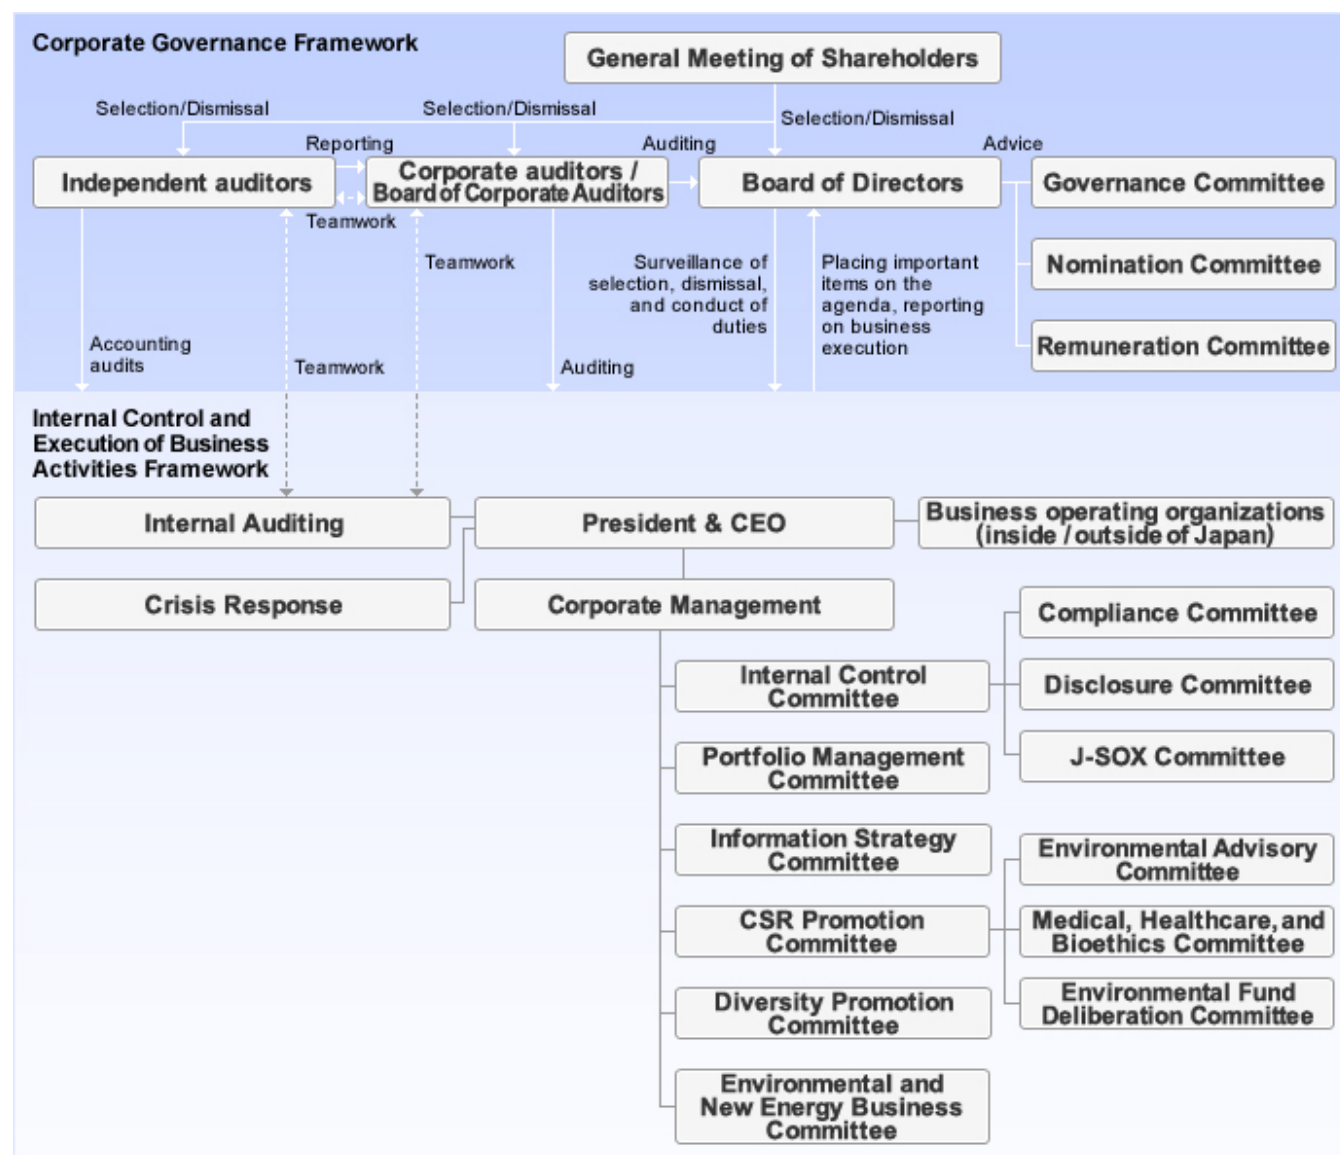 Corporate Governance Framework
General Meeting of Shareholders
Selection/Dismissal
Selection/Dismissal
Selection/Dismissal
Reporting
Auditing
Advice
Independent auditors
Corporate auditors /
Board of Corporate Auditors
Board of Directors
Governance Committee
Teamwork
Teamwork
Surveillance of
selection, dismissal,
and conduct of
duties
Placing important
items on the
agenda, reporting
on business
execution
Nomination Committee
Remuneration Committee
Accounting
audits
Teamwork
Auditing
Internal Control and
Execution of Business
Activities Framework
Internal Auditing
President & CEO
Business operating organizations
(inside / outside of Japan)
Crisis Response
Corporate Management
Compliance Committee
Internal Control
Committee
Disclosure Committee
J-SOX Committee
Portfolio Management
Committee
Information Strategy
Committee
Environmental Advisory
Committee
CSR Promotion
Committee
Medical, Healthcare, and
Bioethics Committee
Diversity Promotion
Committee
Environmental Fund
Deliberation Committee
Environmental and
New Energy Business
Committee